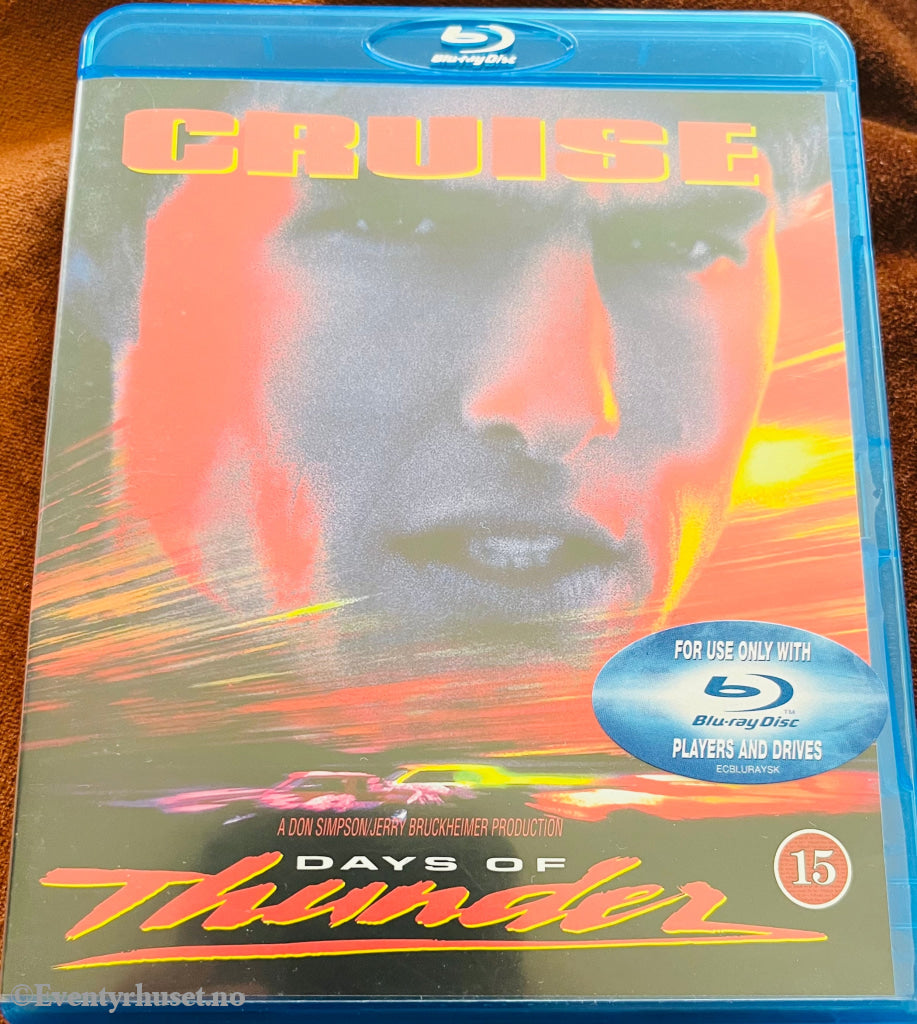 Blu-ray Disc
CRUISE
FOR USE ONLY WITH
Blu-ray Disc™
PLAYERS AND DRIVES
ECBLURAYSK
A DON SIMPSON/JERRY BRUCKHEIMER PRODUCTION
DAYS OF
Thunder
15
©Eventyrhuset.no